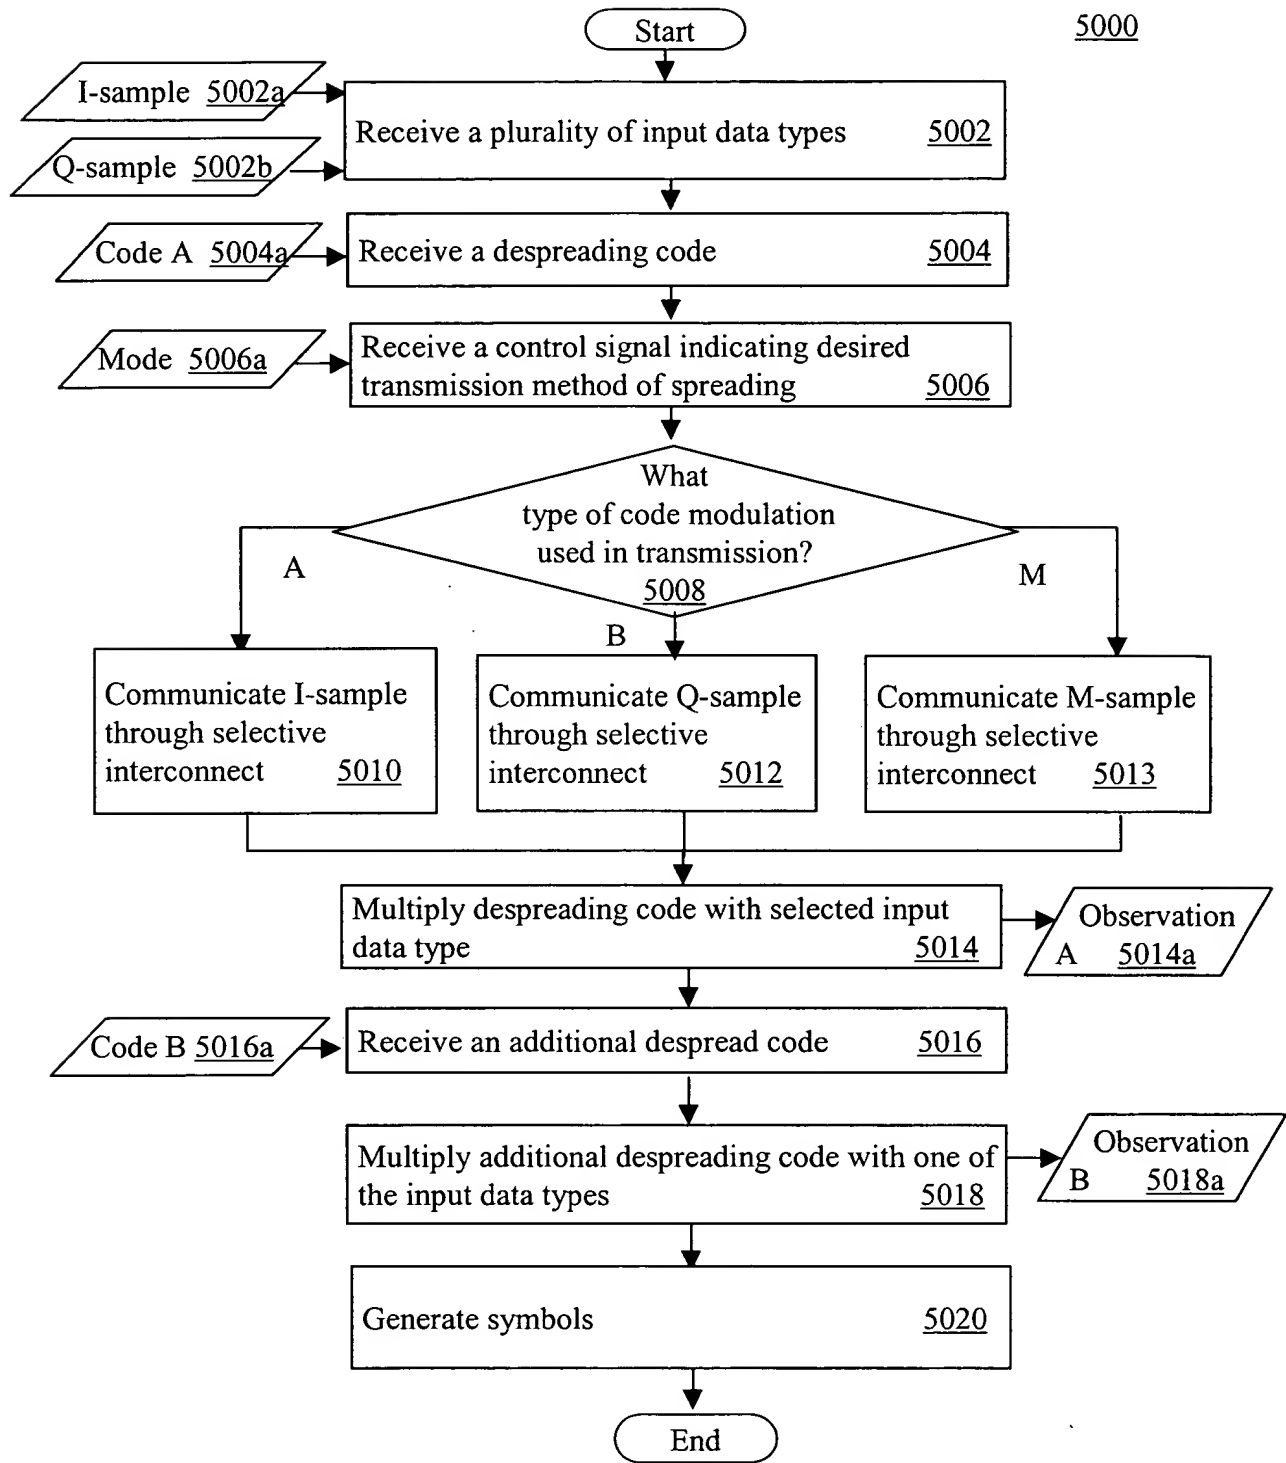 Start
5000
I-sample 5002a
Receive a plurality of input data types 5002
Q-sample 5002b
Code A 5004a
Receive a despreading code 5004
Mode 5006a
Receive a control signal indicating desired
transmission method of spreading 5006
What
type of code modulation
used in transmission?
5008
A
B
M
Communicate I-sample
through selective
interconnect 5010
Communicate Q-sample
through selective
interconnect 5012
Communicate M-sample
through selective
interconnect 5013
Multiply despreading code with selected input
data type 5014
Observation
A 5014a
Code B 5016a
Receive an additional despread code 5016
Multiply additional despreading code with one of
the input data types 5018
Observation
B 5018a
Generate symbols 5020
End